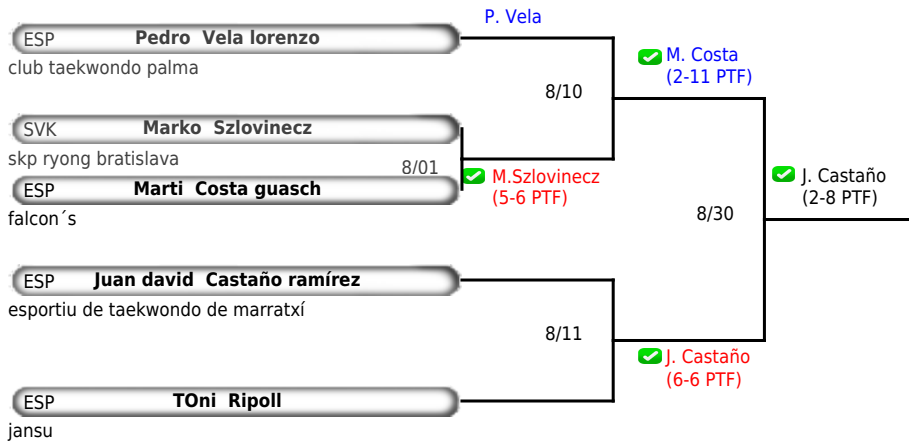 P. Vela
ESP Pedro Vela lorenzo
club taekwondo palma
M. Costa
(2-11 PTF)
8/10
SVK Marko Szlovinecz
skp ryong bratislava
8/01
ESP Marti Costa guasch
falcon´s
M.Szlovinecz
(5-6 PTF)
J. Castaño
(2-8 PTF)
8/30
ESP Juan david Castaño ramírez
esportiu de taekwondo de marratxí
8/11
J. Castaño
(6-6 PTF)
ESP TOni Ripoll
jansu